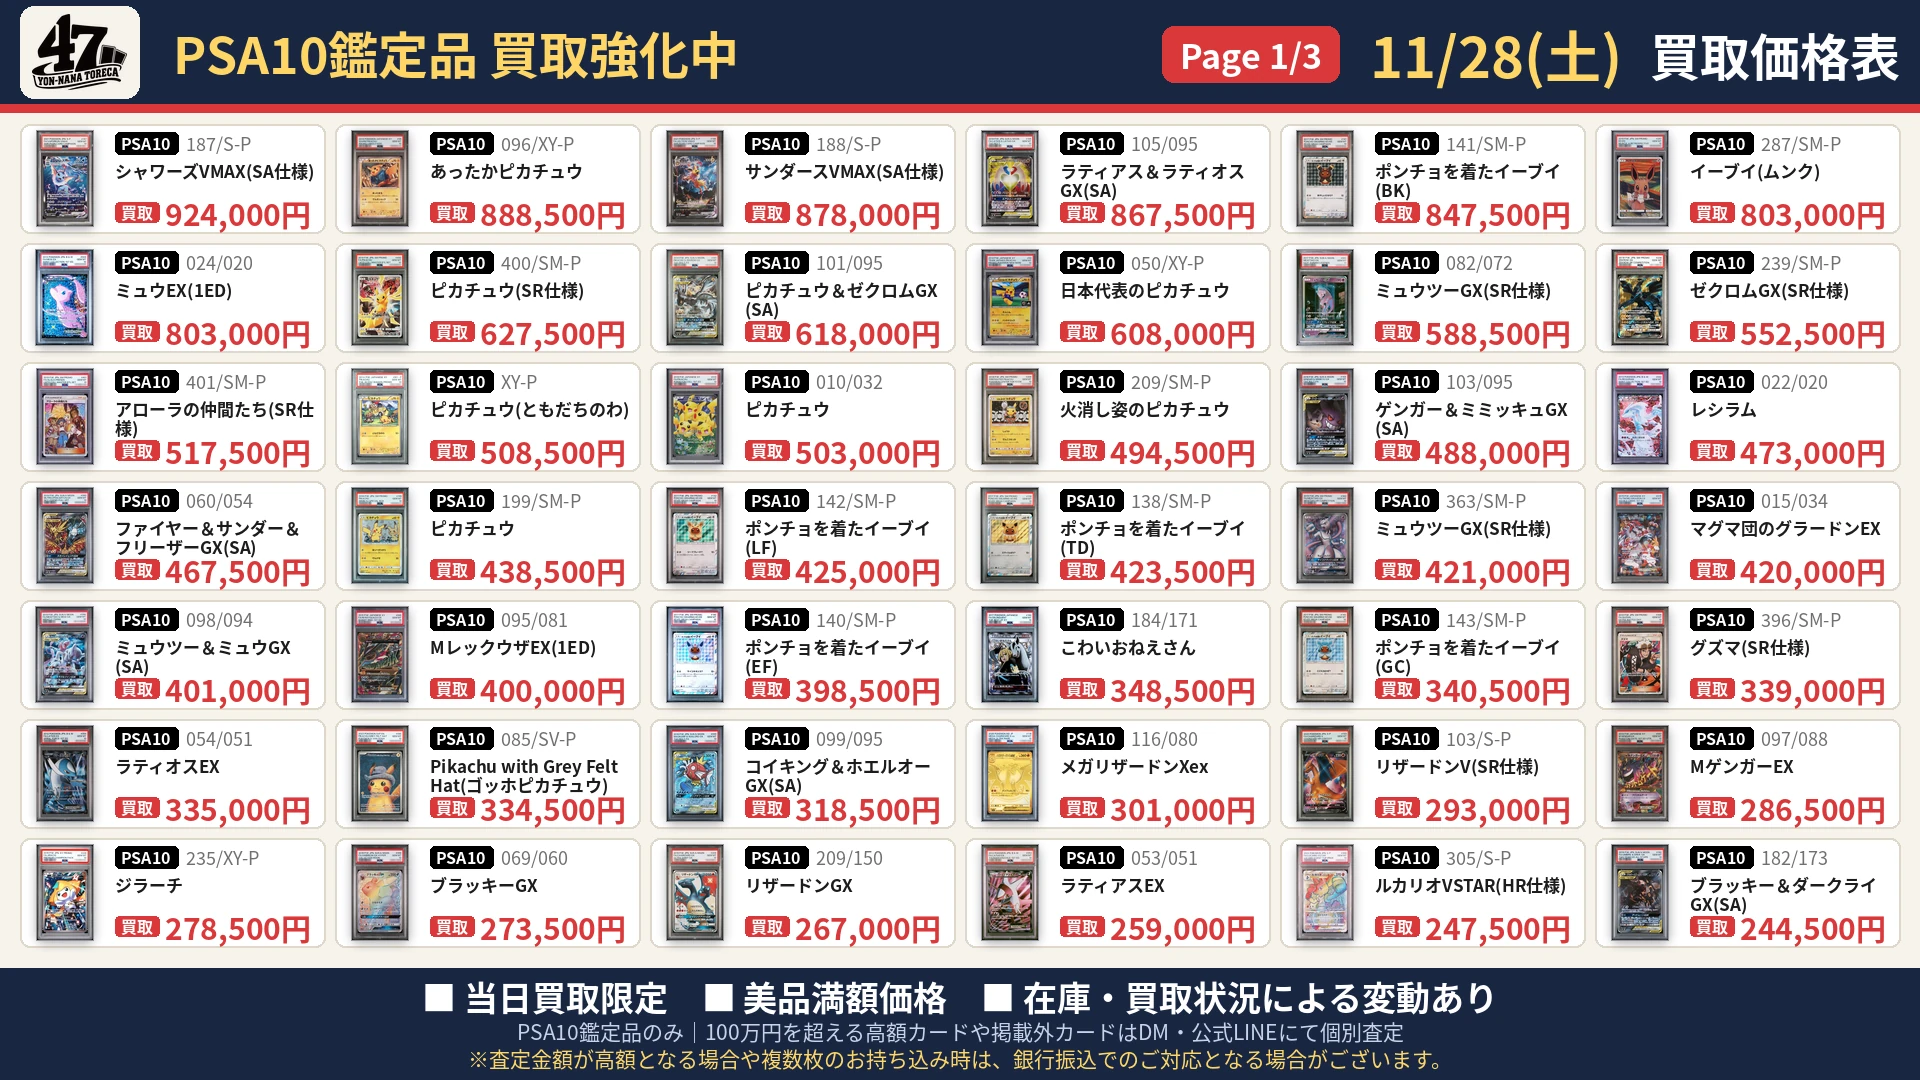 47
YON-NANA TORECA
PSA10鑑定品 買取強化中
Page 1/3
11/28(土) 買取価格表
PSA10 187/S-P
シャワーズVMAX(SA仕様)
買取 924,000円
PSA10 096/XY-P
あったかピカチュウ
買取 888,500円
PSA10 188/S-P
サンダースVMAX(SA仕様)
買取 878,000円
PSA10 105/095
ラティアス＆ラティオス
GX(SA)
買取 867,500円
PSA10 141/SM-P
ポンチョを着たイーブイ
(BK)
買取 847,500円
PSA10 287/SM-P
イーブイ(ムンク)
買取 803,000円
PSA10 024/020
ミュウEX(1ED)
買取 803,000円
PSA10 400/SM-P
ピカチュウ(SR仕様)
買取 627,500円
PSA10 101/095
ピカチュウ＆ゼクロムGX
(SA)
買取 618,000円
PSA10 050/XY-P
日本代表のピカチュウ
買取 608,000円
PSA10 082/072
ミュウツーGX(SR仕様)
買取 588,500円
PSA10 239/SM-P
ゼクロムGX(SR仕様)
買取 552,500円
PSA10 401/SM-P
アローラの仲間たち(SR仕
様)
買取 517,500円
PSA10 XY-P
ピカチュウ(ともだちのわ)
買取 508,500円
PSA10 010/032
ピカチュウ
買取 503,000円
PSA10 209/SM-P
火消し姿のピカチュウ
買取 494,500円
PSA10 103/095
ゲンガー＆ミミッキュGX
(SA)
買取 488,000円
PSA10 022/020
レシラム
買取 473,000円
PSA10 060/054
ファイヤー＆サンダー＆
フリーザーGX(SA)
買取 467,500円
PSA10 199/SM-P
ピカチュウ
買取 438,500円
PSA10 142/SM-P
ポンチョを着たイーブイ
(LF)
買取 425,000円
PSA10 138/SM-P
ポンチョを着たイーブイ
(TD)
買取 423,500円
PSA10 363/SM-P
ミュウツーGX(SR仕様)
買取 421,000円
PSA10 015/034
マグマ団のグラードンEX
買取 420,000円
PSA10 098/094
ミュウツー＆ミュウGX
(SA)
買取 401,000円
PSA10 095/081
MレックウザEX(1ED)
買取 400,000円
PSA10 140/SM-P
ポンチョを着たイーブイ
(EF)
買取 398,500円
PSA10 184/171
こわいおねえさん
買取 348,500円
PSA10 143/SM-P
ポンチョを着たイーブイ
(GC)
買取 340,500円
PSA10 396/SM-P
グズマ(SR仕様)
買取 339,000円
PSA10 054/051
ラティオスEX
買取 335,000円
PSA10 085/SV-P
Pikachu with Grey Felt
Hat(ゴッホピカチュウ)
買取 334,500円
PSA10 099/095
コイキング＆ホエルオー
GX(SA)
買取 318,500円
PSA10 116/080
メガリザードンXex
買取 301,000円
PSA10 103/S-P
リザードンV(SR仕様)
買取 293,000円
PSA10 097/088
MゲンガーEX
買取 286,500円
PSA10 235/XY-P
ジラーチ
買取 278,500円
PSA10 069/060
ブラッキーGX
買取 273,500円
PSA10 209/150
リザードンGX
買取 267,000円
PSA10 053/051
ラティアスEX
買取 259,000円
PSA10 305/S-P
ルカリオVSTAR(HR仕様)
買取 247,500円
PSA10 182/173
ブラッキー＆ダークライ
GX(SA)
買取 244,500円
■ 当日買取限定 ■ 美品満額価格 ■ 在庫・買取状況による変動あり
PSA10鑑定品のみ｜100万円を超える高額カードや掲載外カードはDM・公式LINEにて個別査定
※査定金額が高額となる場合や複数枚のお持ち込み時は、銀行振込でのご対応となる場合がございます。